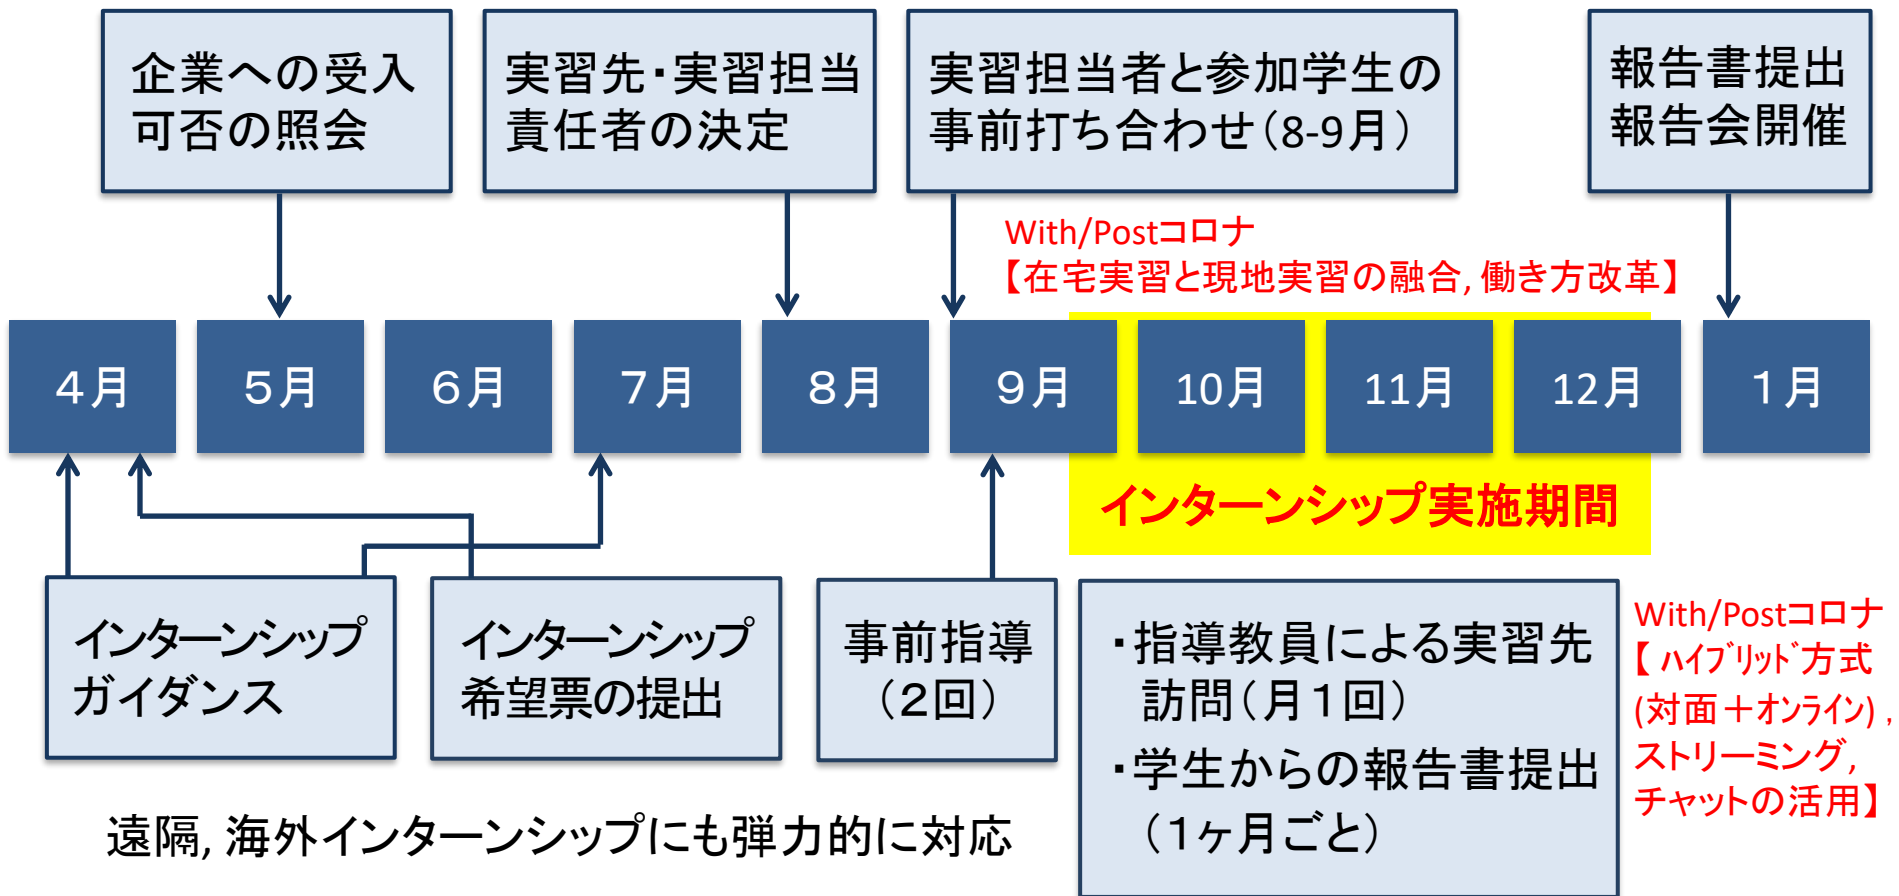 企業への受入
可否の照会
実習先・実習担当
責任者の決定
実習担当者と参加学生の
事前打ち合わせ(8-9月)
報告書提出
報告会開催
With/Postコロナ
【在宅実習と現地実習の融合, 働き方改革】
4月
5月
6月
7月
8月
9月
10月
11月
12月
1月
インターンシップ実施期間
インターンシップ
ガイダンス
インターンシップ
希望票の提出
事前指導
(2回)
・指導教員による実習先
訪問(月1回)
・学生からの報告書提出
(1ヶ月ごと)
With/Postコロナ
【ハイブリッド方式
(対面+オンライン),
ストリーミング,
チャットの活用】
遠隔, 海外インターンシップにも弾力的に対応